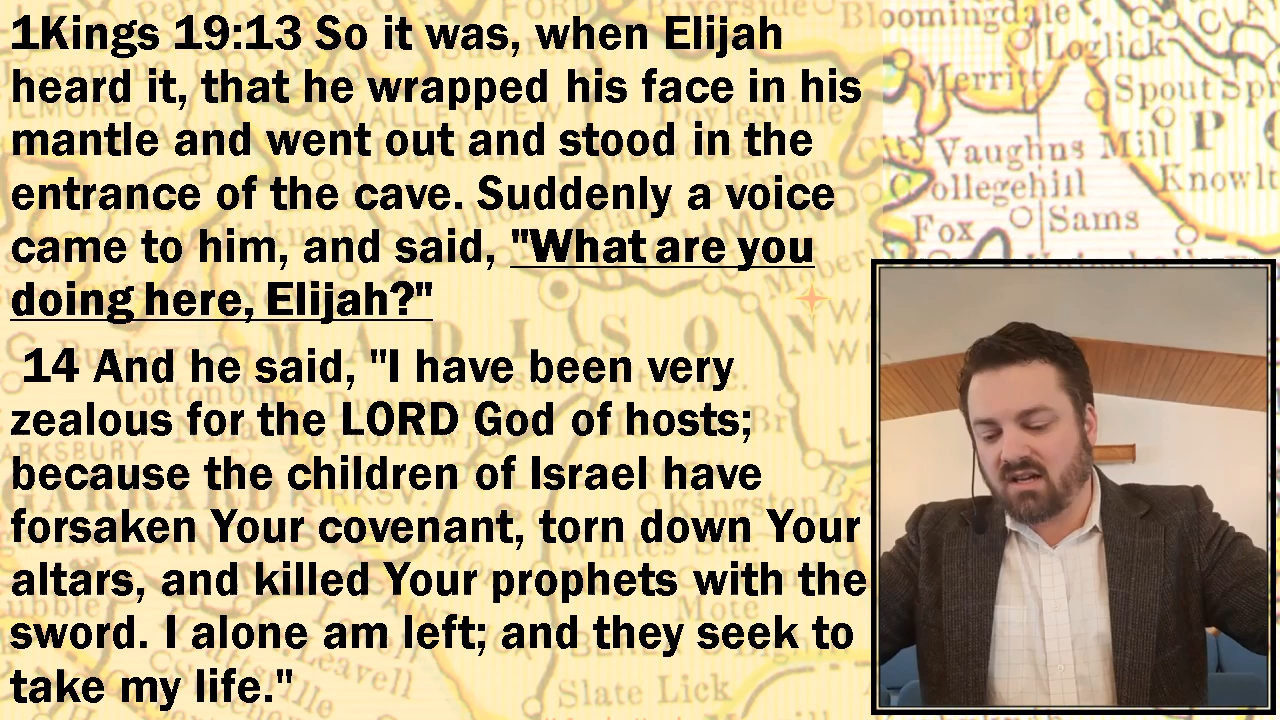 1Kings 19:13 So it was, when Elijah
heard it, that he wrapped his face in his
mantle and went out and stood in the
entrance of the cave. Suddenly a voice
came to him, and said, "What are you
doing here, Elijah?"
14 And he said, "I have been very
zealous for the LORD God of hosts;
because the children of Israel have
forsaken Your covenant, torn down Your
altars, and killed Your prophets with the
sword. I alone am left; and they seek to
take my life."
Bloomingdale
Loglick
Merritt
Spout Spr
P
City Vaughns Mill
Collegehill
Knowlt
Fox
Sams
MADISON
Kingston
Mote
Slate Lick